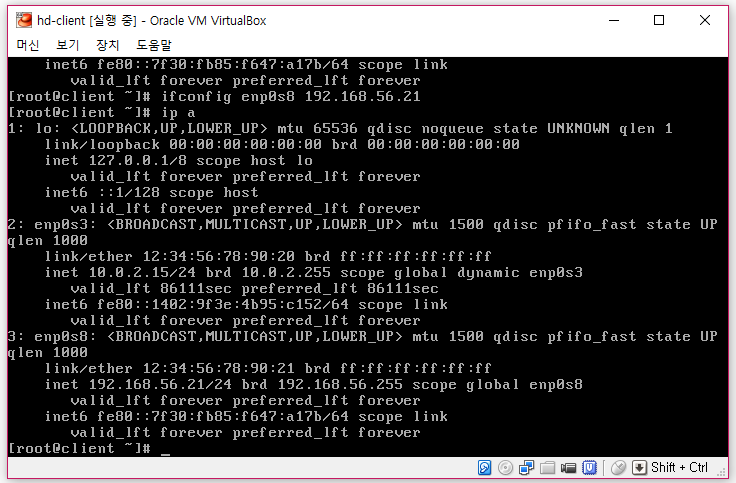 hd-client [실행 중] - Oracle VM VirtualBox
머신 보기 장치 도움말
inet6 fe80::7f30:fb85:f647:a17b/64 scope link
valid_lft forever preferred_lft forever
[root@client ~]# ifconfig enp0s8 192.168.56.21
[root@client ~]# ip a
1: lo: <LOOPBACK,UP,LOWER_UP> mtu 65536 qdisc noqueue state UNKNOWN qlen 1
link/loopback 00:00:00:00:00:00 brd 00:00:00:00:00:00
inet 127.0.0.1/8 scope host lo
valid_lft forever preferred_lft forever
inet6 ::1/128 scope host
valid_lft forever preferred_lft forever
2: enp0s3: <BROADCAST,MULTICAST,UP,LOWER_UP> mtu 1500 qdisc pfifo_fast state UP
qlen 1000
link/ether 12:34:56:78:90:20 brd ff:ff:ff:ff:ff:ff
inet 10.0.2.15/24 brd 10.0.2.255 scope global dynamic enp0s3
valid_lft 86111sec preferred_lft 86111sec
inet6 fe80::1402:9f3e:4b95:c152/64 scope link
valid_lft forever preferred_lft forever
3: enp0s8: <BROADCAST,MULTICAST,UP,LOWER_UP> mtu 1500 qdisc pfifo_fast state UP
qlen 1000
link/ether 12:34:56:78:90:21 brd ff:ff:ff:ff:ff:ff
inet 192.168.56.21/24 brd 192.168.56.255 scope global enp0s8
valid_lft forever preferred_lft forever
inet6 fe80::7f30:fb85:f647:a17b/64 scope link
valid_lft forever preferred_lft forever
[root@client ~]# _
Shift + Ctrl